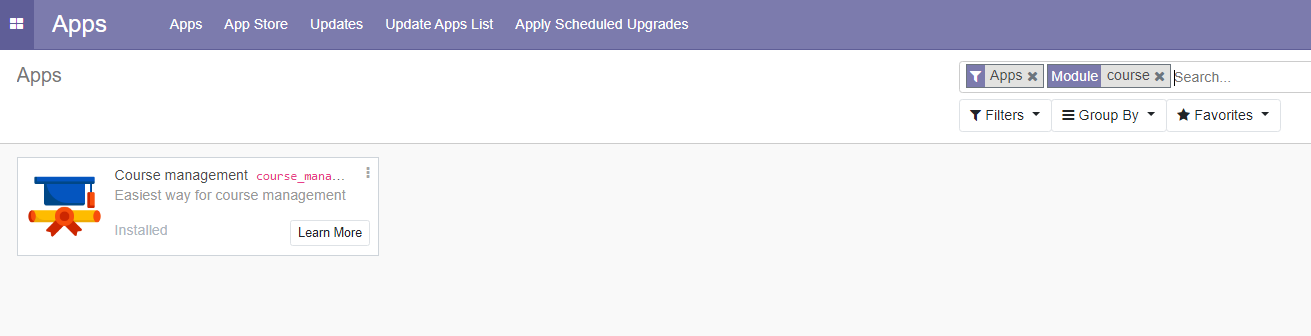 Apps Apps App Store Updates Update Apps List Apply Scheduled Upgrades
Apps
Apps Module course Search...
Filters Group By Favorites
Course management course_mana...
Easiest way for course management
Installed Learn More